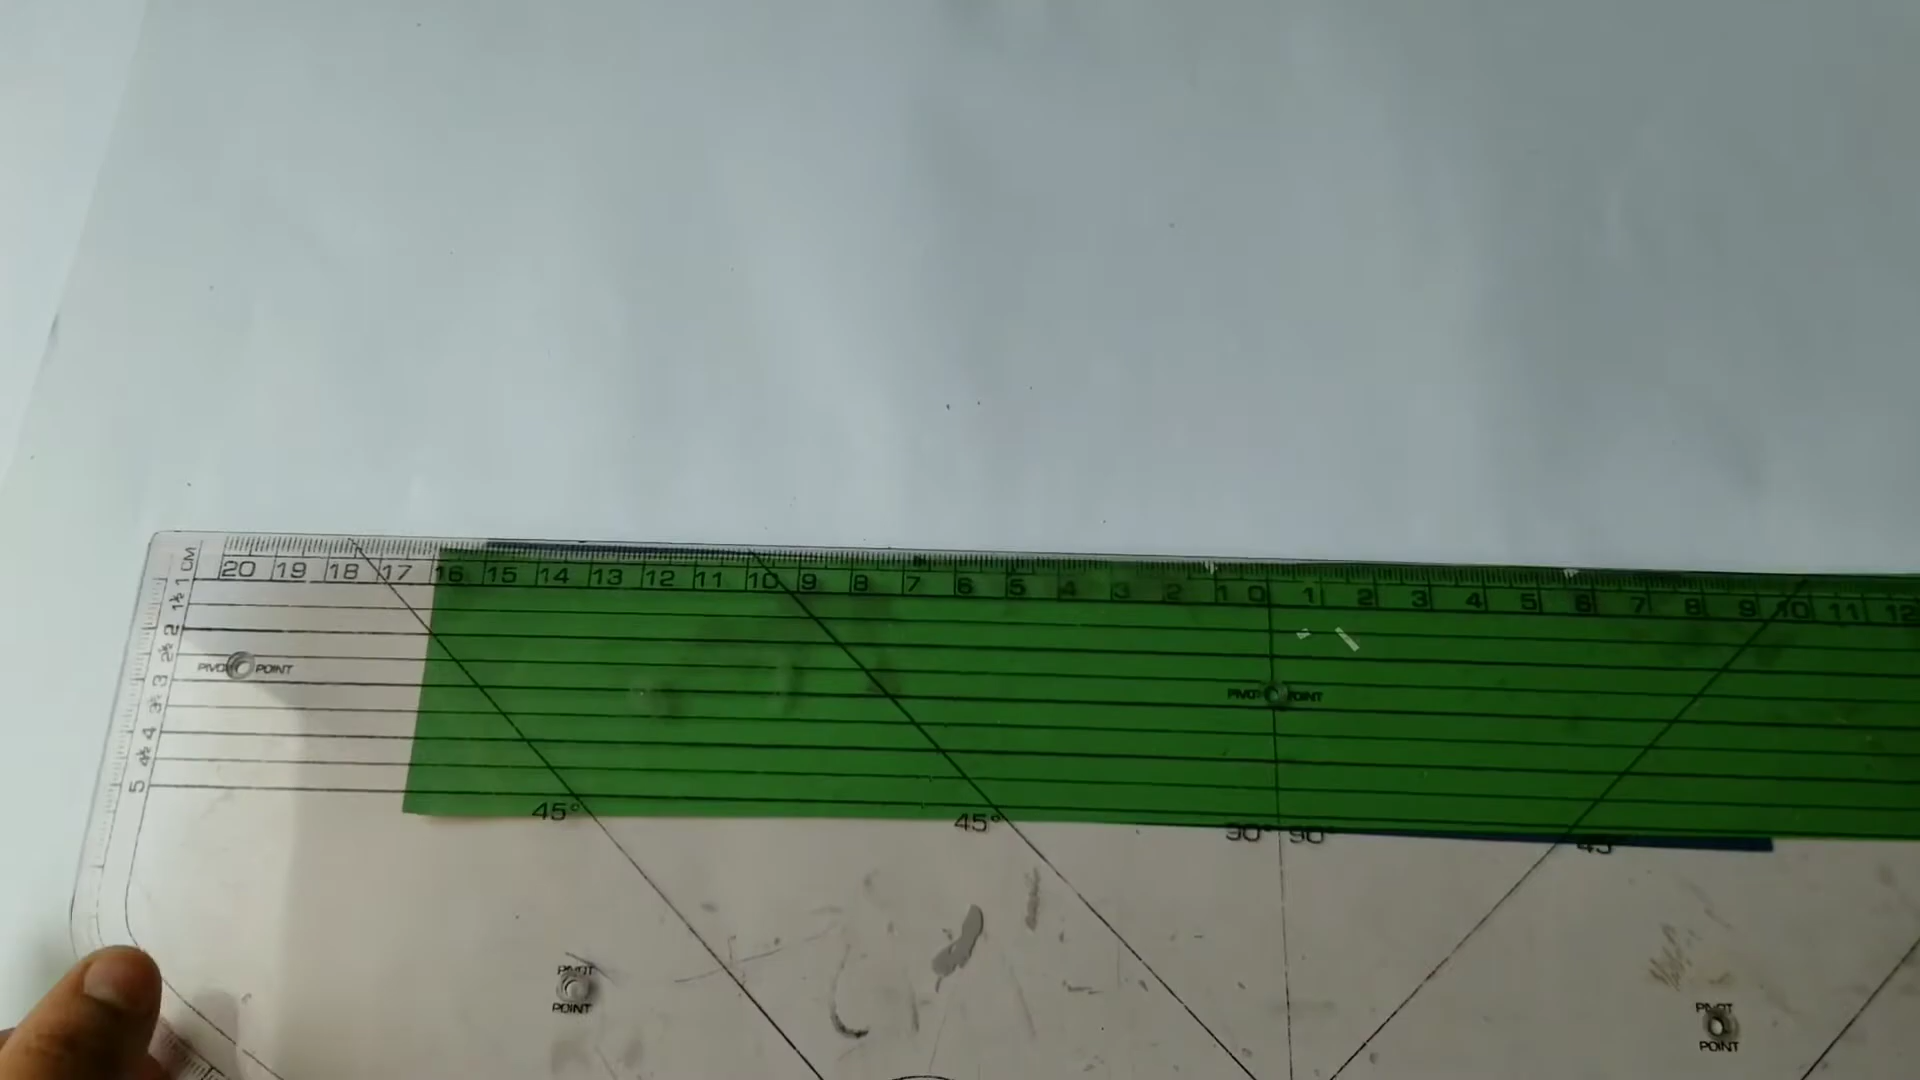 CM
20 19 18 17 16 15 14 13 12 11 10 9 8 7 6 5 4 3 2 1 0 1 2 3 4 5 6 7 8 9 10 11 12
1
1½
2
2½
3
3½
4
4½
5
PIVOT POINT
PIVOT POINT
45°
45°
90° 90°
45
PIVOT
POINT
PIVOT
POINT